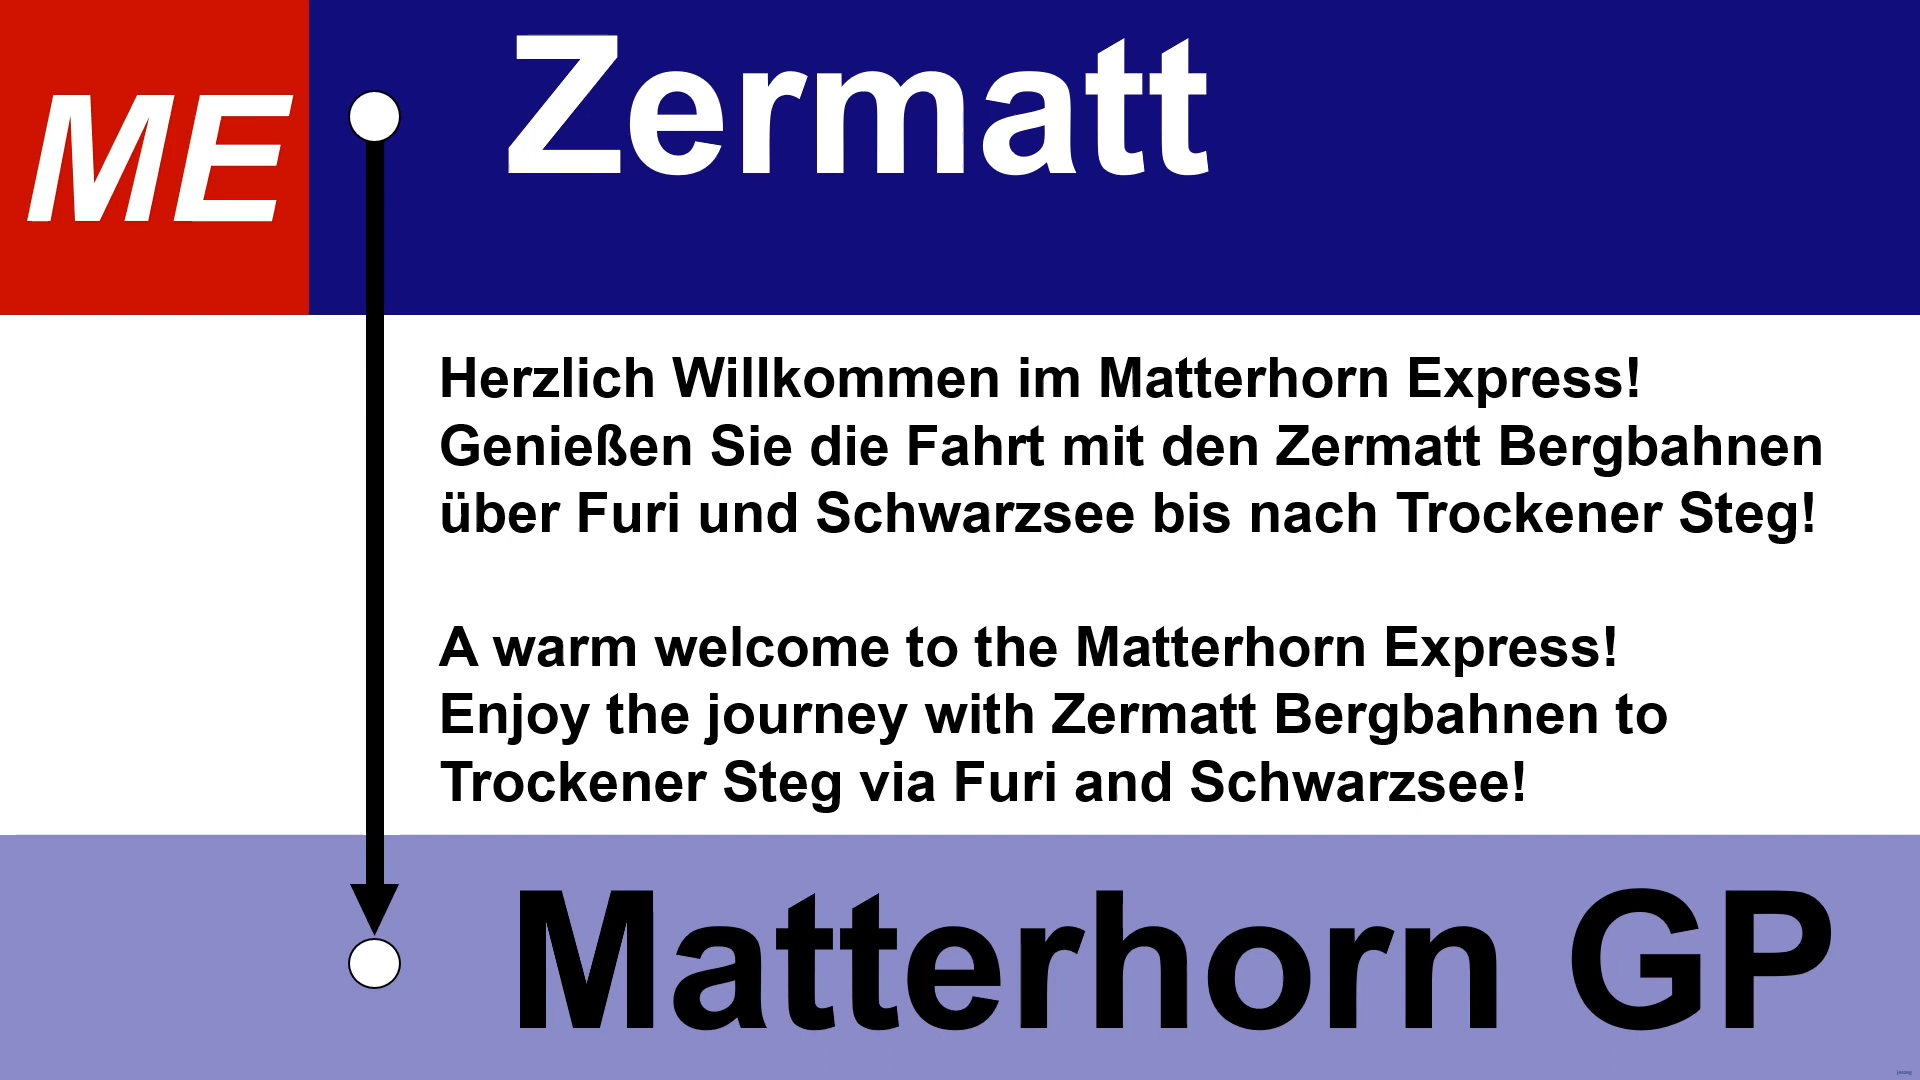 ME
Zermatt
Herzlich Willkommen im Matterhorn Express!
Genießen Sie die Fahrt mit den Zermatt Bergbahnen
über Furi und Schwarzsee bis nach Trockener Steg!
A warm welcome to the Matterhorn Express!
Enjoy the journey with Zermatt Bergbahnen to
Trockener Steg via Furi and Schwarzsee!
Matterhorn GP